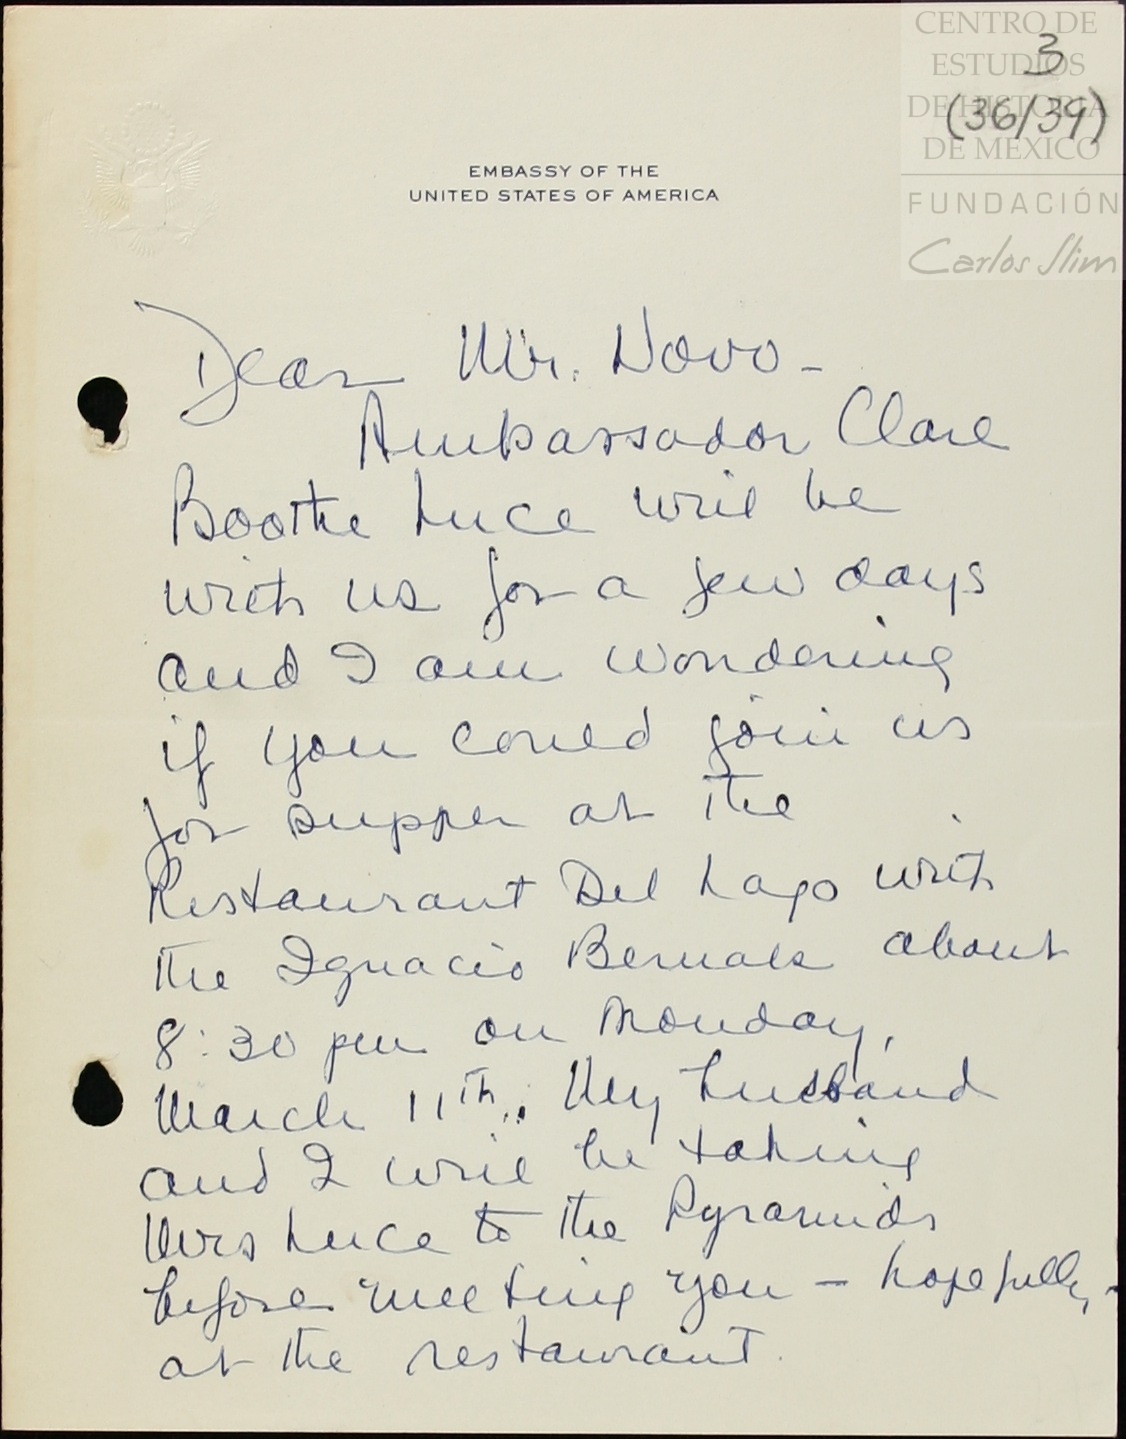 CENTRO DE
ESTUDIOS
DE HISTORIA
DE MEXICO
FUNDACIÓN
Carlos Slim
3
(36/39)
EMBASSY OF THE
UNITED STATES OF AMERICA
Dear Mr. Novo -
Ambassador Clare
Boothe Luce will be
with us for a few days
and I am wondering
if you could join us
for supper at the
Restaurant Del Lago with
the Ignacio Bernals about
8:30 pm on Monday,
March 11th. My husband
and I will be taking
Mrs Luce to the Pyramids
before meeting you - hopefully -
at the restaurant.